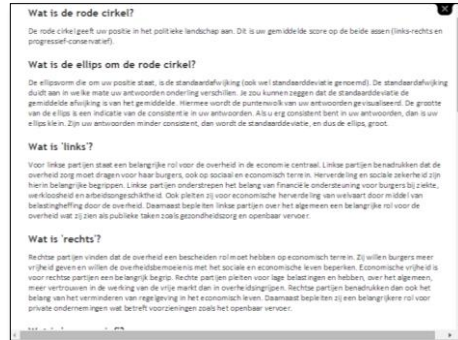 Wat is de rode cirkel?
De rode cirkel geeft uw positie in het politieke landschap aan. Dit is uw gemiddelde score op de beide assen (links-rechts en
progressief-conservatief).
Wat is de ellips om de rode cirkel?
De ellipsvorm die om uw positie staat, is de standaardafwijking (ook wel standaarddeviatie genoemd). De standaardafwijking
duidt aan in welke mate uw antwoorden onderling verschillen. Je zou kunnen zeggen dat de standaarddeviatie de
gemiddelde afwijking is van het gemiddelde. Hiermee wordt de puntenwolk van uw antwoorden gevisualiseerd. De grootte
van de ellips is een indicatie van de consistentie in uw antwoorden. Als u erg consistent bent in uw antwoorden, dan is uw
ellips klein. Zijn uw antwoorden minder consistent, dan wordt de standaarddeviatie, en dus de ellips, groot.
Wat is 'links'?
Voor linkse partijen staat een belangrijke rol voor de overheid in de economie centraal. Linkse partijen benadrukken dat de
overheid zorg moet dragen voor haar burgers, ook op sociaal en economisch terrein. Herverdeling en sociale zekerheid zijn
hierin belangrijke begrippen. Linkse partijen onderstrepen het belang van financiële ondersteuning voor burgers bij ziekte,
werkloosheid en arbeidsongeschiktheid. Ook pleiten zij voor economische herverdeling van welvaart door middel van
belastingheffing door de overheid. Daarnaast bepleiten linkse partijen over het algemeen een belangrijke rol voor de
overheid wat zij zien als publieke taken zoals gezondheidszorg en openbaar vervoer.
Wat is 'rechts'?
Rechtse partijen vinden dat de overheid een bescheiden rol moet hebben op economisch terrein. Zij willen burgers meer
vrijheid geven en willen de overheidsbemoeienis met het sociale en economische leven beperken. Economische vrijheid is
voor rechtse partijen een belangrijk begrip. Rechte partijen pleiten voor lage belastingen en hebben, over het algemeen,
meer vertrouwen in de werking van de vrije markt dan in overheidsingrijpen. Rechtse partijen benadrukken dan ook het
belang van het verminderen van regelgeving in het economisch leven. Daarnaast bepleiten zij een belangrijkere rol voor
private ondernemingen wat betreft voorzieningen zoals het openbaar vervoer.